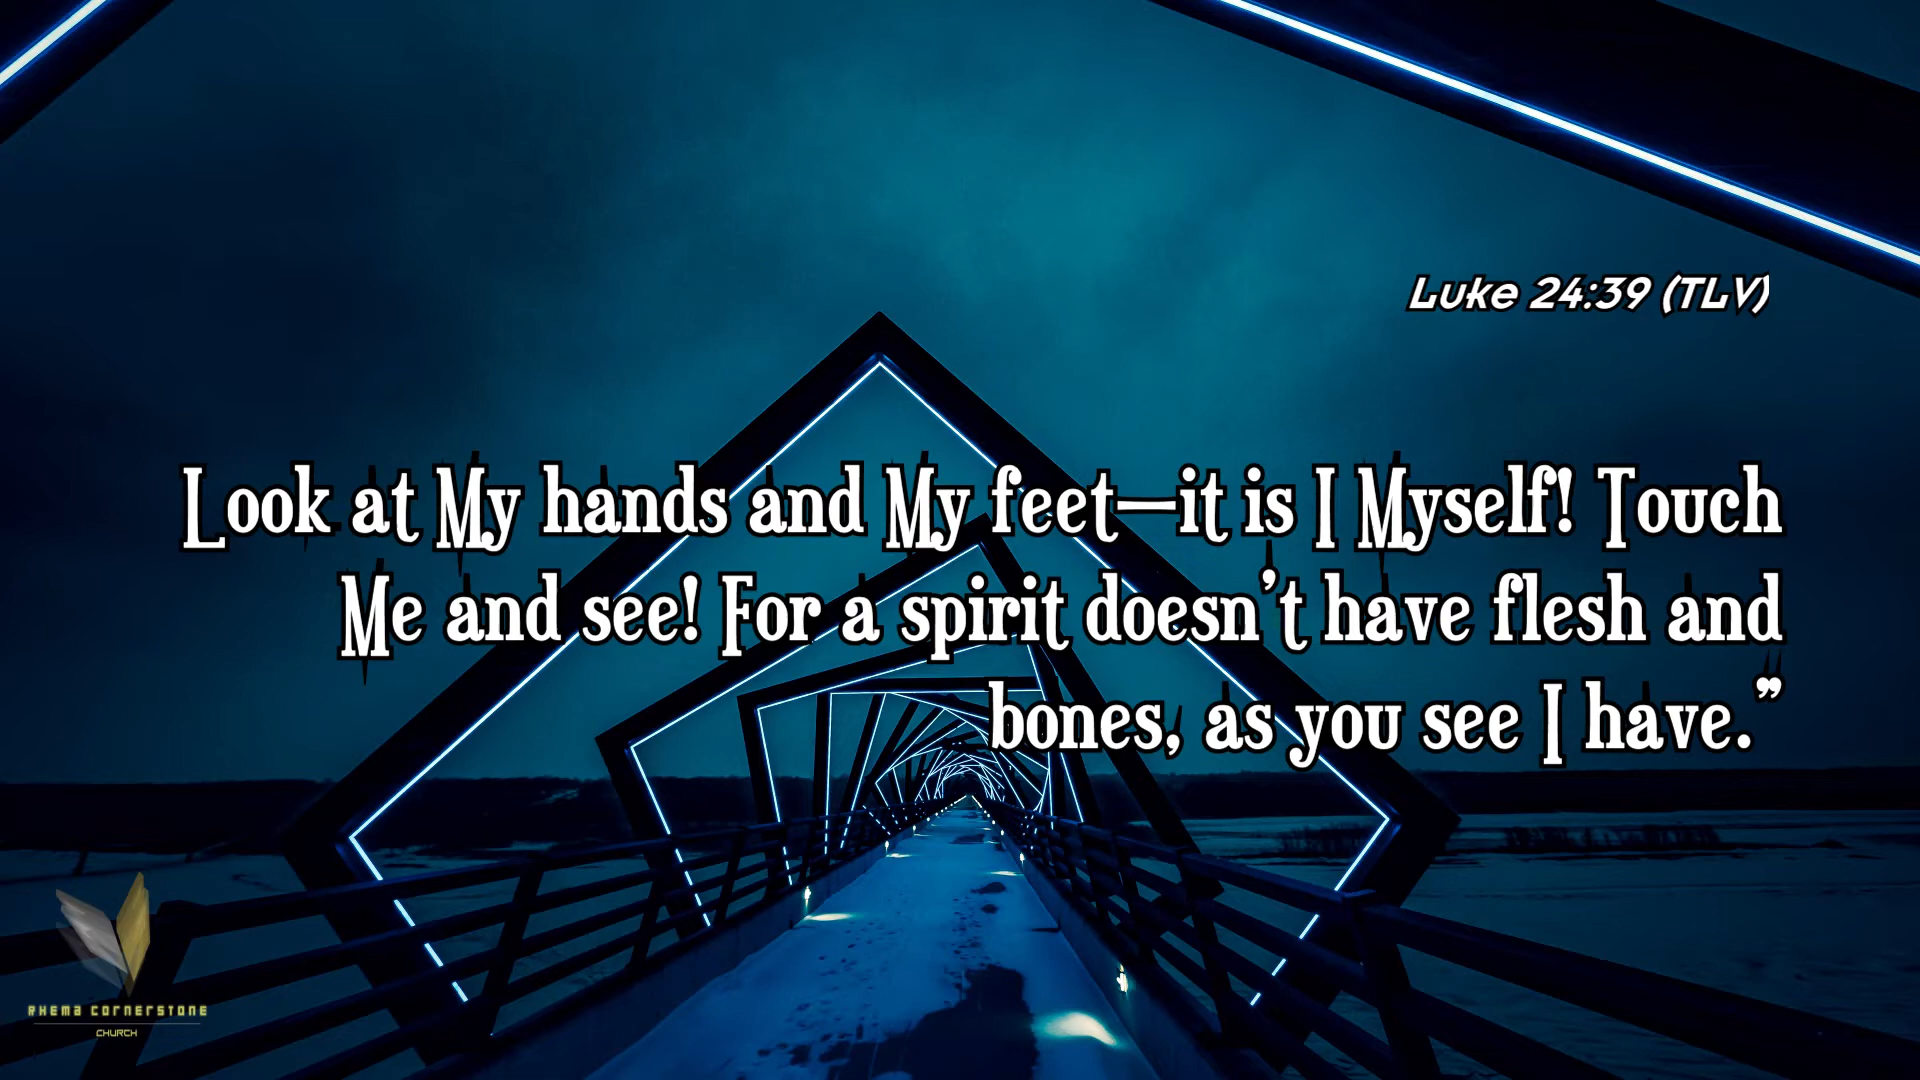 Luke 24:39 (TLV)
Look at My hands and My feet—it is I Myself! Touch
Me and see! For a spirit doesn’t have flesh and
bones, as you see I have.”
RHEMA CORNERSTONE
CHURCH